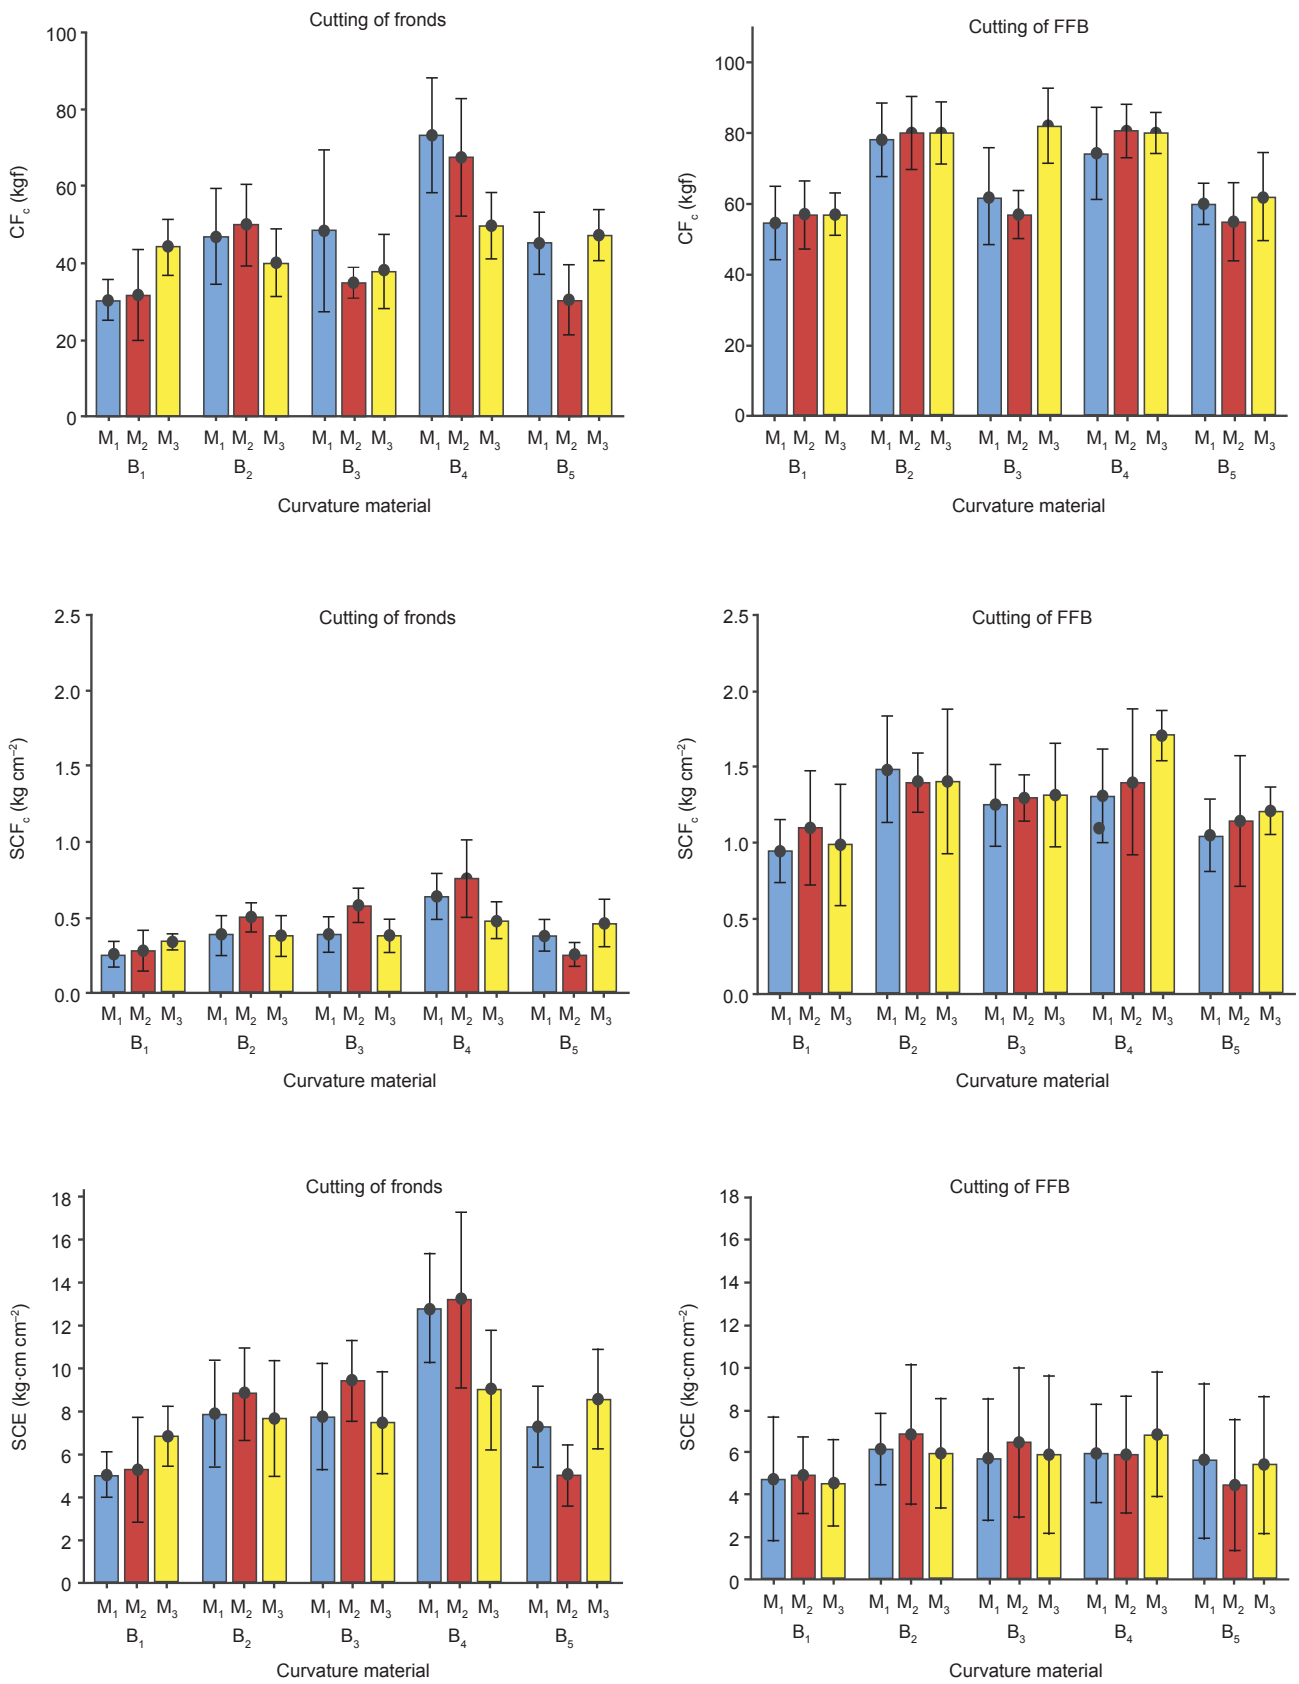 Cutting of fronds
CF_c (kgf)
100
80
60
40
20
0
M₁ M₂ M₃ M₁ M₂ M₃ M₁ M₂ M₃ M₁ M₂ M₃ M₁ M₂ M₃
B₁ B₂ B₃ B₄ B₅
Curvature material
Cutting of FFB
CF_c (kgf)
100
80
60
40
20
0
M₁ M₂ M₃ M₁ M₂ M₃ M₁ M₂ M₃ M₁ M₂ M₃ M₁ M₂ M₃
B₁ B₂ B₃ B₄ B₅
Curvature material
Cutting of fronds
SCF_c (kg cm⁻²)
2.5
2.0
1.5
1.0
0.5
0.0
M₁ M₂ M₃ M₁ M₂ M₃ M₁ M₂ M₃ M₁ M₂ M₃ M₁ M₂ M₃
B₁ B₂ B₃ B₄ B₅
Curvature material
Cutting of FFB
SCF_c (kg cm⁻²)
2.5
2.0
1.5
1.0
0.5
0.0
M₁ M₂ M₃ M₁ M₂ M₃ M₁ M₂ M₃ M₁ M₂ M₃ M₁ M₂ M₃
B₁ B₂ B₃ B₄ B₅
Curvature material
Cutting of fronds
SCE (kg·cm cm⁻²)
18
16
14
12
10
8
6
4
2
0
M₁ M₂ M₃ M₁ M₂ M₃ M₁ M₂ M₃ M₁ M₂ M₃ M₁ M₂ M₃
B₁ B₂ B₃ B₄ B₅
Curvature material
Cutting of FFB
SCE (kg·cm cm⁻²)
18
16
14
12
10
8
6
4
2
0
M₁ M₂ M₃ M₁ M₂ M₃ M₁ M₂ M₃ M₁ M₂ M₃ M₁ M₂ M₃
B₁ B₂ B₃ B₄ B₅
Curvature material